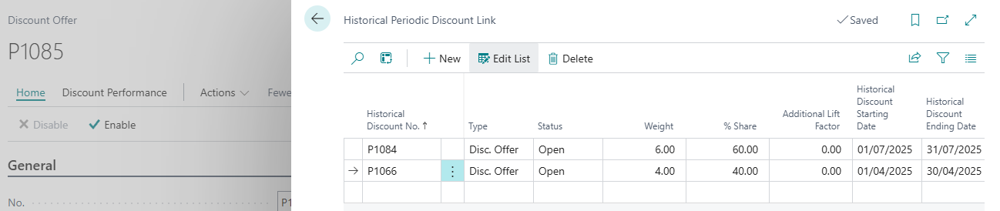 Discount Offer
P1085
Home Discount Performance Actions Fewe
Disable Enable
General
No. P1
Historical Periodic Discount Link
Saved
New Edit List Delete
Historical Discount No. ↑ Type Status Weight % Share Additional Lift Factor Historical Discount Starting Date Historical Discount Ending Date
P1084 Disc. Offer Open 6.00 60.00 0.00 01/07/2025 31/07/2025
P1066 Disc. Offer Open 4.00 40.00 0.00 01/04/2025 30/04/2025